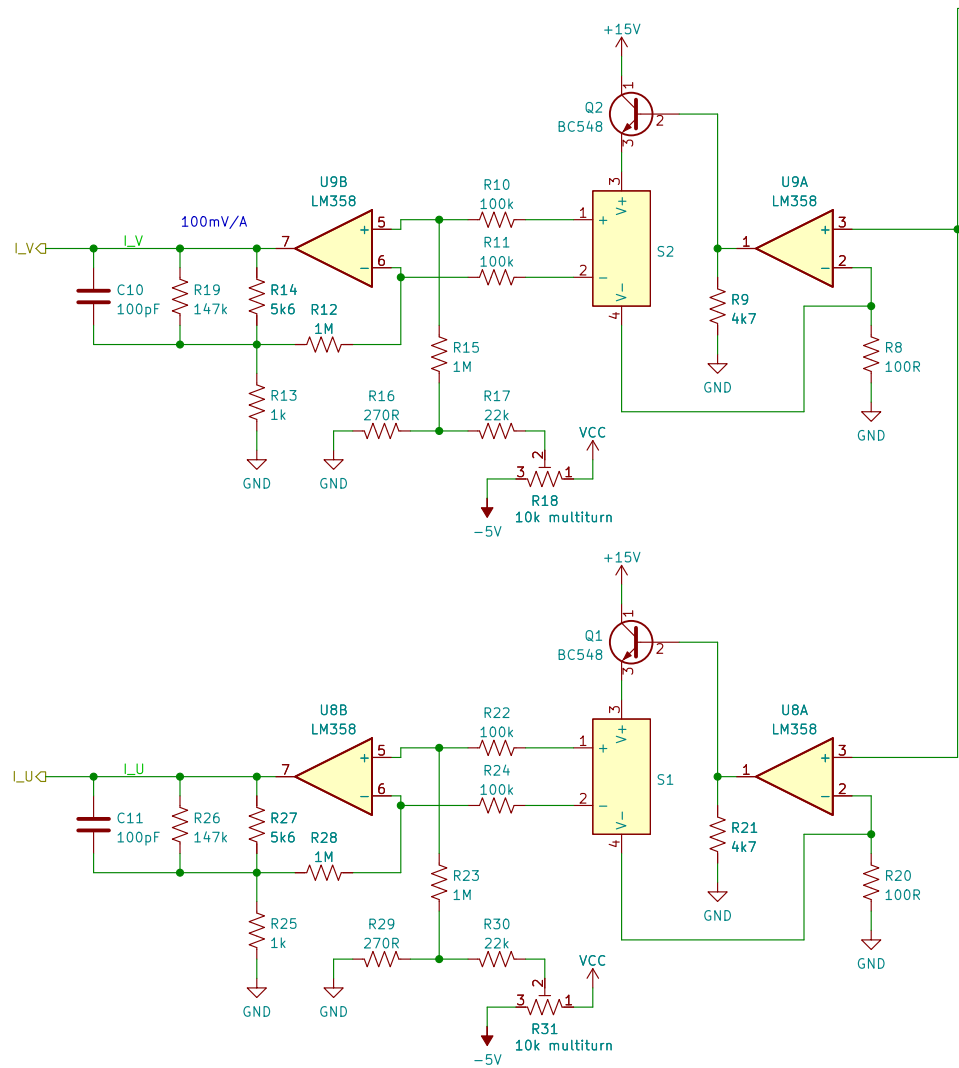 +15V
1
Q2
BC548
2
3
U9B
LM358
R10
100k
3
V+
U9A
LM358
100mV/A
I_V
I_V
7
+
5
-
6
R11
100k
1
+
2
-
S2
V-
4
1
+
3
-
2
C10
100pF
R19
147k
R14
5k6
R12
1M
R9
4k7
GND
R8
100R
GND
R15
1M
R13
1k
GND
R16
270R
GND
R17
22k
VCC
2
3
1
R18
10k multiturn
-5V
+15V
1
Q1
BC548
2
3
U8B
LM358
R22
100k
3
V+
U8A
LM358
I_U
I_U
7
+
5
-
6
R24
100k
1
+
2
-
S1
V-
4
1
+
3
-
2
C11
100pF
R26
147k
R27
5k6
R28
1M
R21
4k7
GND
R20
100R
GND
R23
1M
R25
1k
GND
R29
270R
GND
R30
22k
VCC
2
3
1
R31
10k multiturn
-5V